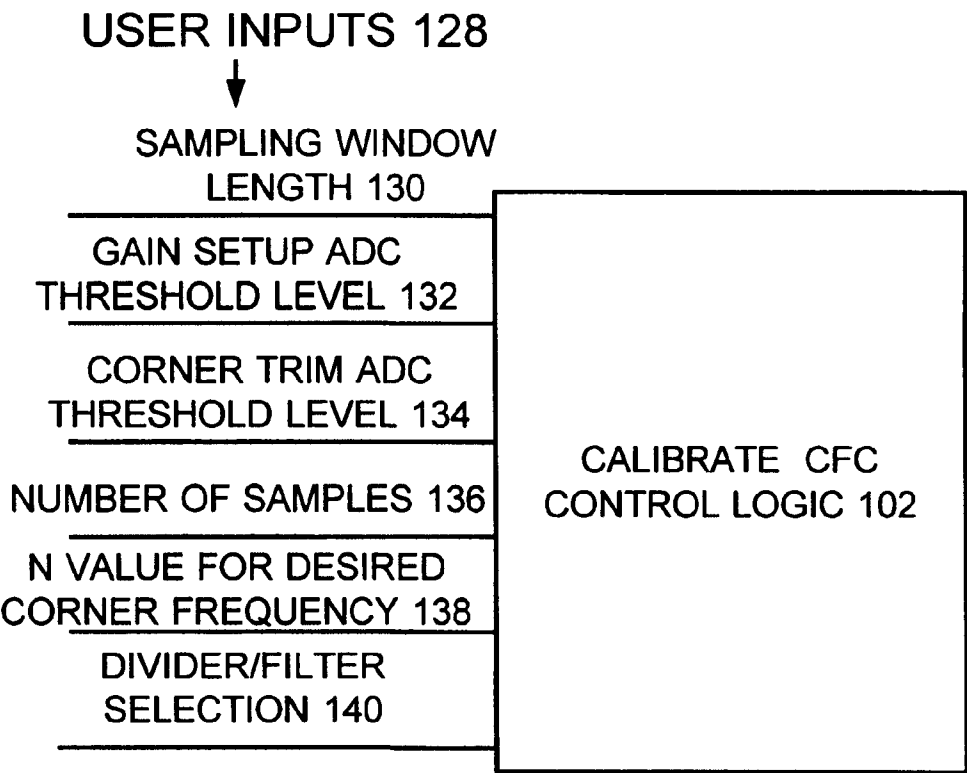 USER INPUTS 128
SAMPLING WINDOW
LENGTH 130
GAIN SETUP ADC
THRESHOLD LEVEL 132
CORNER TRIM ADC
THRESHOLD LEVEL 134
NUMBER OF SAMPLES 136
N VALUE FOR DESIRED
CORNER FREQUENCY 138
DIVIDER/FILTER
SELECTION 140
CALIBRATE CFC
CONTROL LOGIC 102